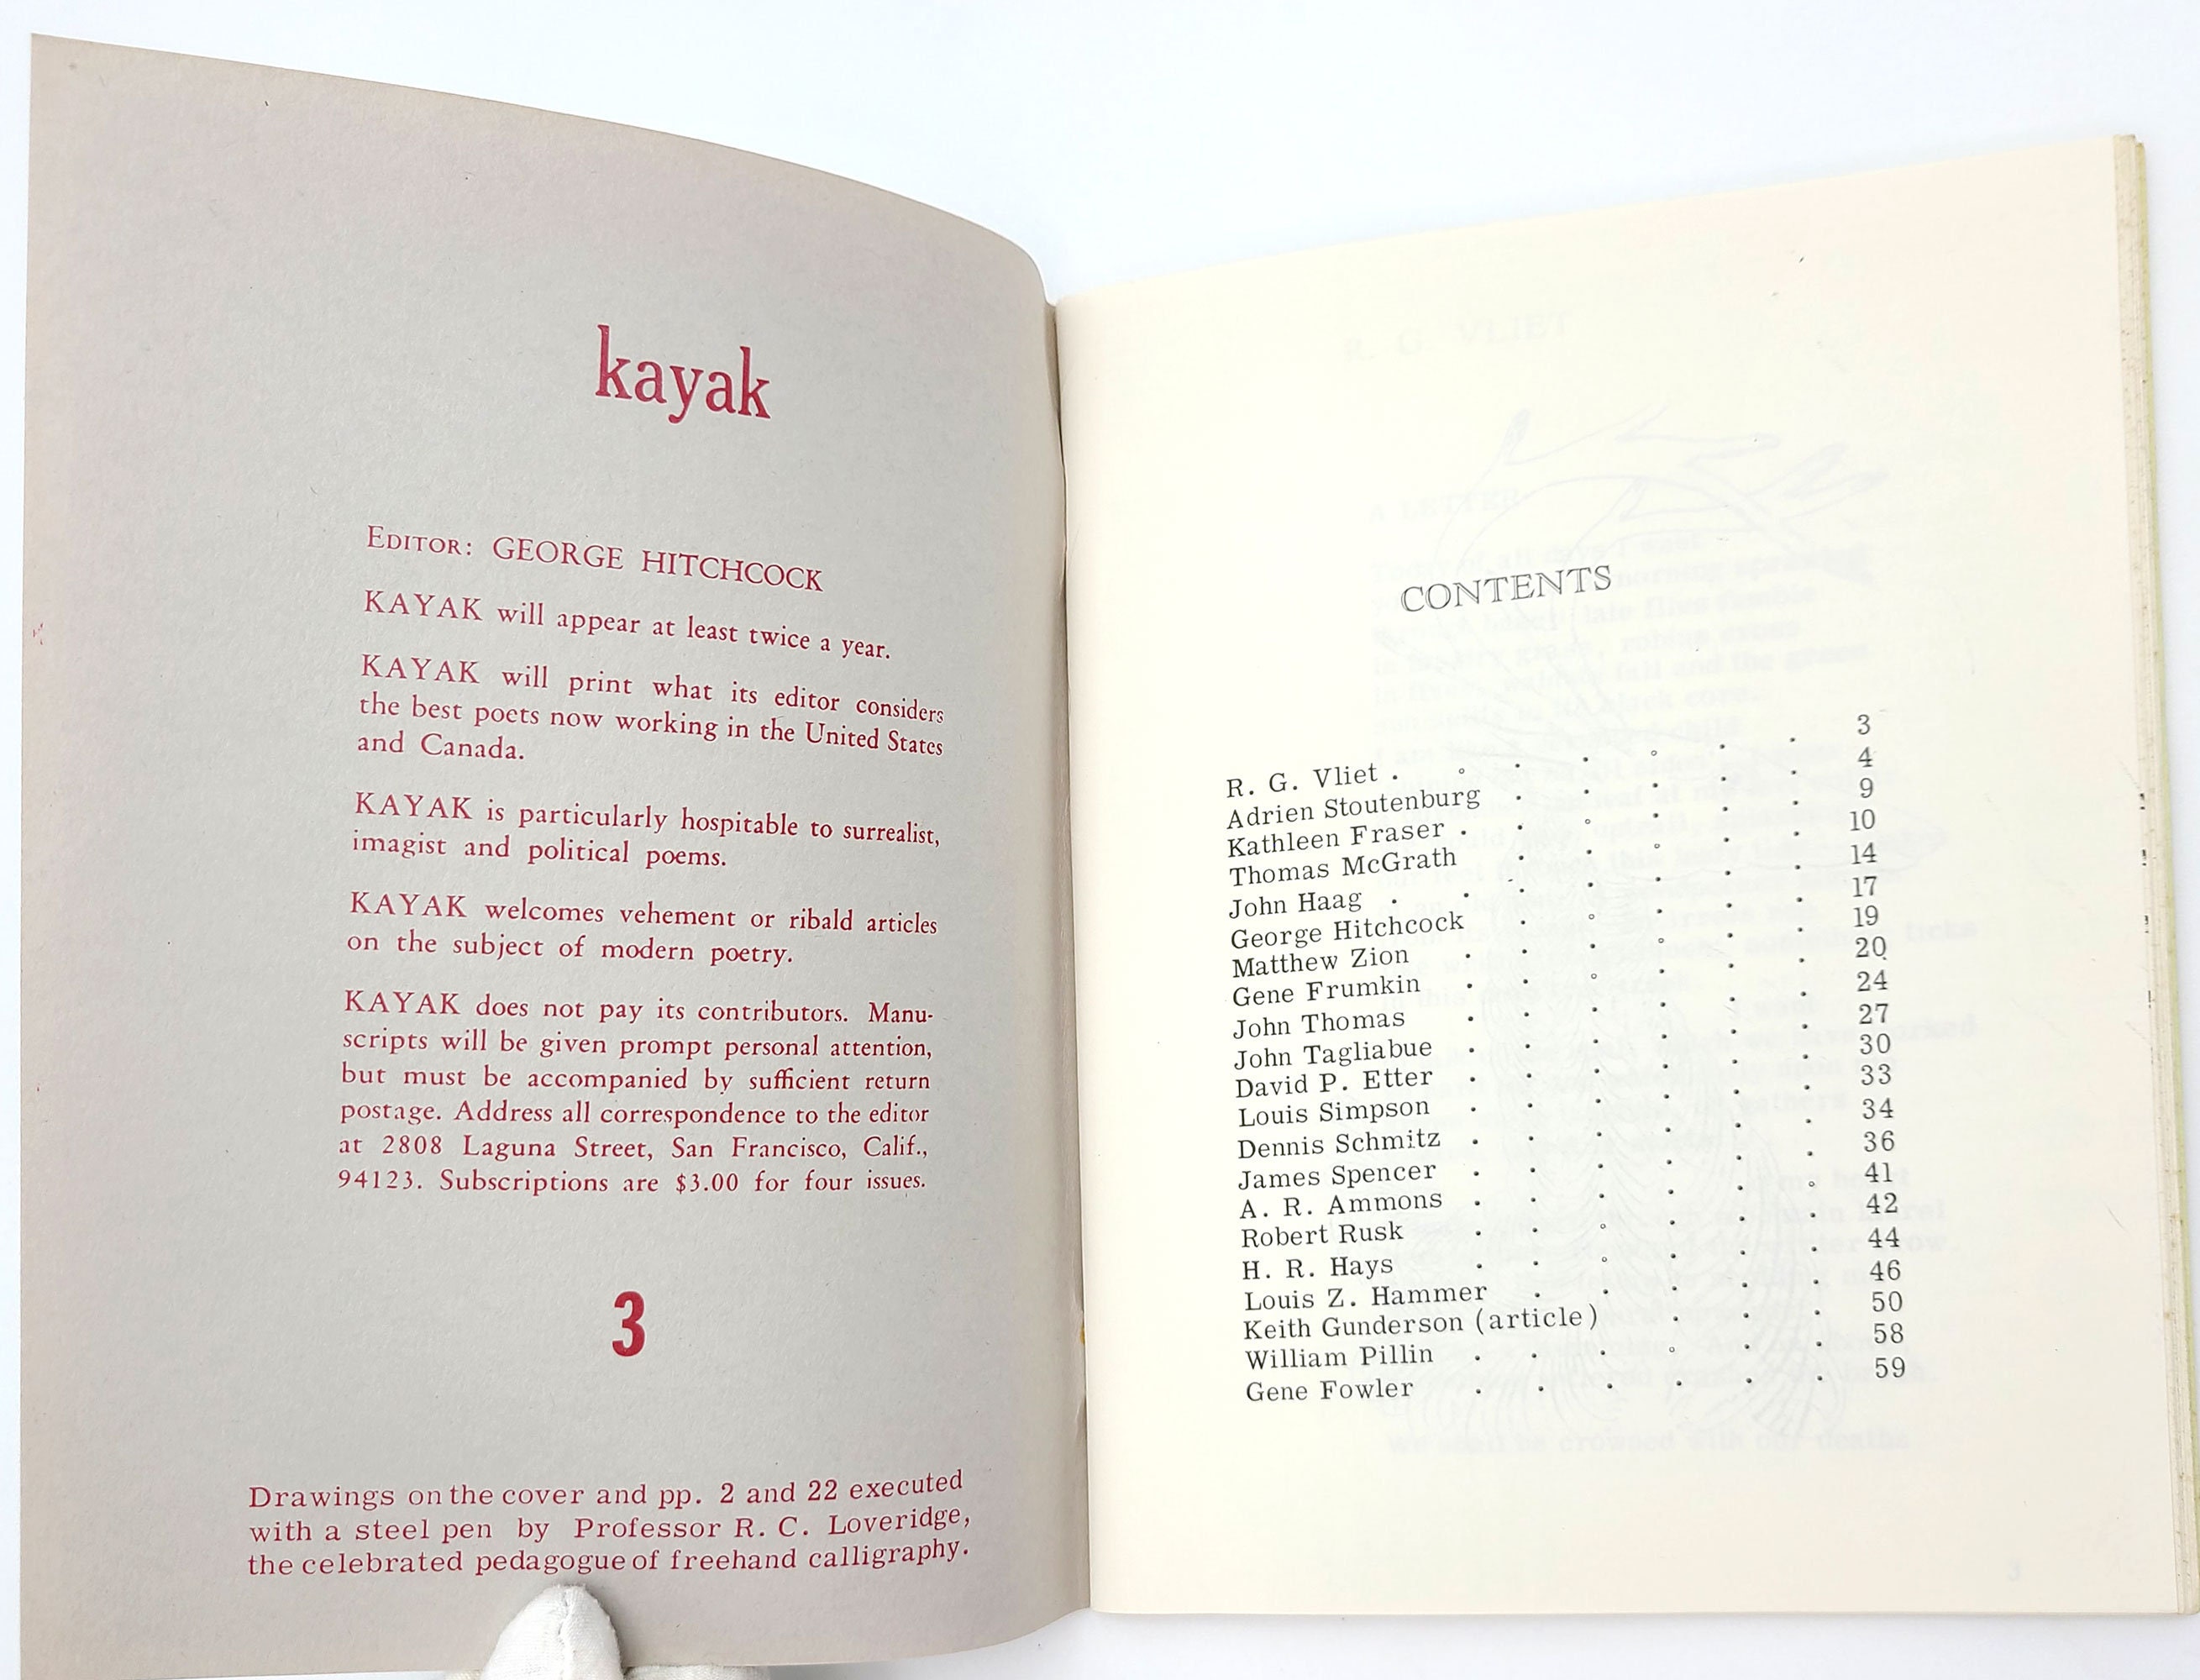 kayak
EDITOR: GEORGE HITCHCOCK
KAYAK will appear at least twice a year.
KAYAK will print what its editor considers
the best poets now working in the United States
and Canada.
KAYAK is particularly hospitable to surrealist,
imagist and political poems.
KAYAK welcomes vehement or ribald articles
on the subject of modern poetry.
KAYAK does not pay its contributors. Manu-
scripts will be given prompt personal attention,
but must be accompanied by sufficient return
postage. Address all correspondence to the editor
at 2808 Laguna Street, San Francisco, Calif.,
94123. Subscriptions are $3.00 for four issues.
3
Drawings on the cover and pp. 2 and 22 executed
with a steel pen by Professor R. C. Loveridge,
the celebrated pedagogue of freehand calligraphy.
CONTENTS
R. G. Vliet . . . . . . . 3
Adrien Stoutenburg . . . . . 4
Kathleen Fraser . . . . . . 9
Thomas McGrath . . . . . 10
John Haag . . . . . . . 14
George Hitchcock . . . . . 17
Matthew Zion . . . . . . 19
Gene Frumkin . . . . . . 20
John Thomas . . . . . . 24
John Tagliabue . . . . . . 27
David P. Etter . . . . . . 30
Louis Simpson . . . . . . 33
Dennis Schmitz . . . . . . 34
James Spencer . . . . . . 36
A. R. Ammons . . . . . . 41
Robert Rusk . . . . . . 42
H. R. Hays . . . . . . 44
Louis Z. Hammer . . . . . 46
Keith Gunderson (article) . . . 50
William Pillin . . . . . . 58
Gene Fowler . . . . . . 59